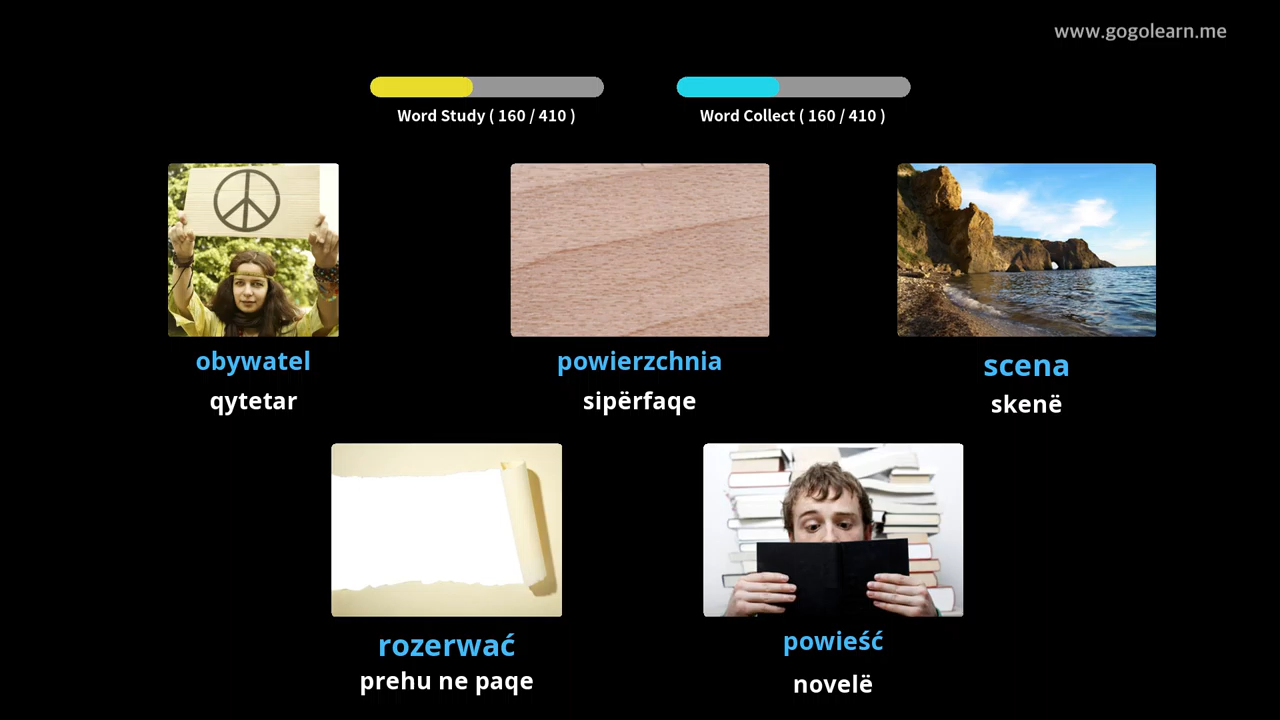 www.gogolearn.me
Word Study ( 160 / 410 )
Word Collect ( 160 / 410 )
obywatel
qytetar
powierzchnia
sipërfaqe
scena
skenë
rozerwać
prehu ne paqe
powieść
novelë